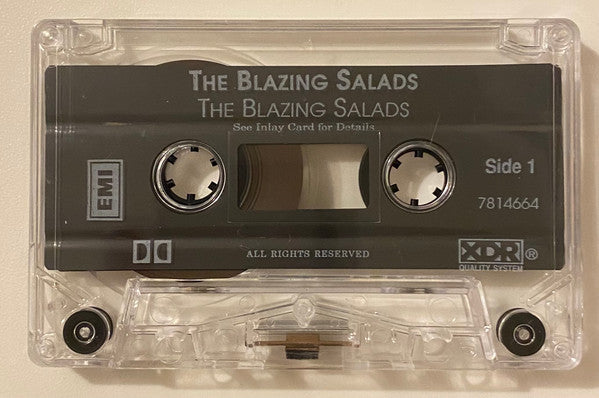 THE BLAZING SALADS
THE BLAZING SALADS
See Inlay Card for Details
EMI
Side 1
7814664
ALL RIGHTS RESERVED
XDR®
QUALITY SYSTEM